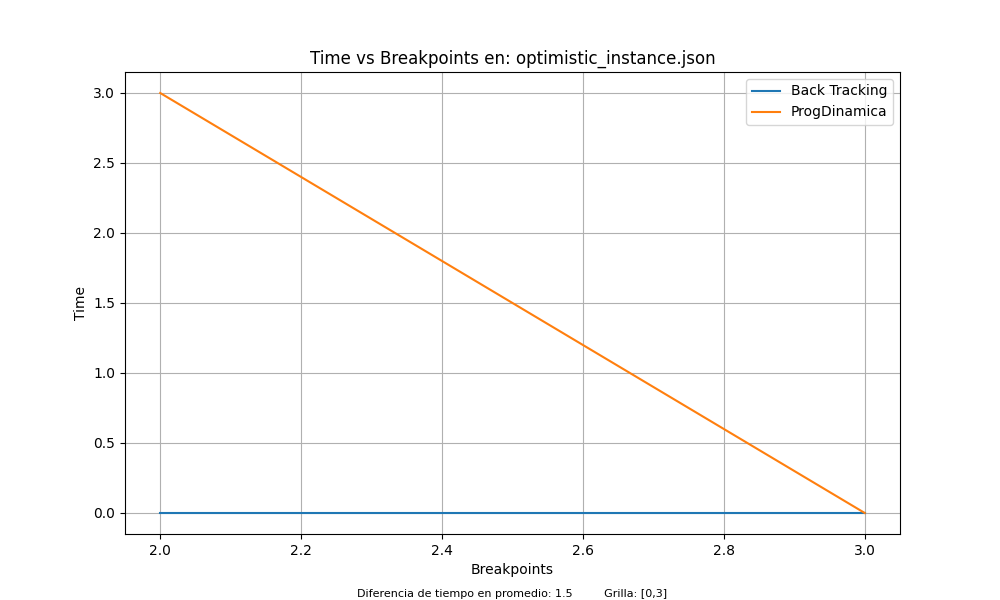 Time vs Breakpoints en: optimistic_instance.json
Back Tracking
ProgDinamica
3.0
2.5
2.0
1.5
1.0
0.5
0.0
Time
2.0 2.2 2.4 2.6 2.8 3.0
Breakpoints
Diferencia de tiempo en promedio: 1.5 Grilla: [0,3]